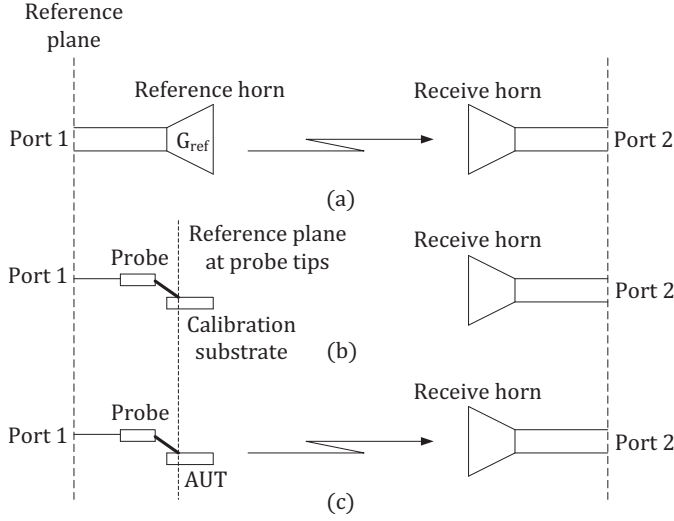 Reference
plane
Reference horn
Receive horn
Port 1
G_ref
Port 2
(a)
Reference plane
at probe tips
Receive horn
Probe
Port 1
Port 2
Calibration
substrate
(b)
Receive horn
Probe
Port 1
Port 2
AUT
(c)